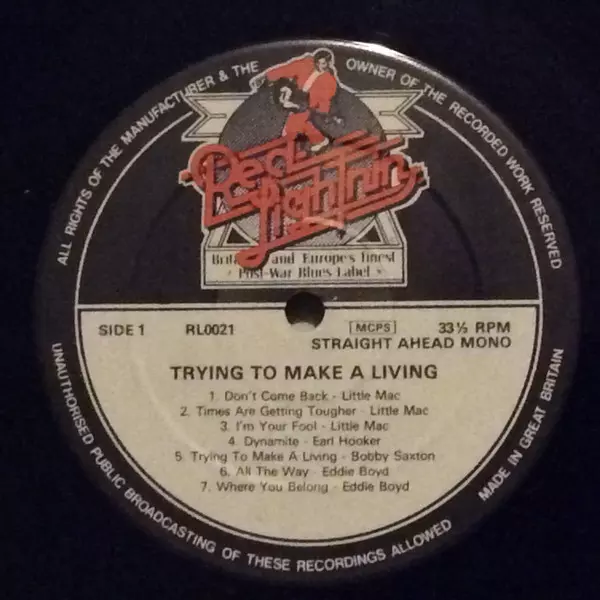 ALL RIGHTS OF THE MANUFACTURER & THE OWNER OF THE RECORDED WORK RESERVED
Red
Lightnin
Britain's and Europe's finest
Post-War Blues Label
SIDE 1 RL0021 MCPS 33⅓ RPM
STRAIGHT AHEAD MONO
TRYING TO MAKE A LIVING
1. Don't Come Back - Little Mac
2. Times Are Getting Tougher - Little Mac
3. I'm Your Fool - Little Mac
4. Dynamite - Earl Hooker
5. Trying To Make A Living - Bobby Saxton
6. All The Way - Eddie Boyd
7. Where You Belong - Eddie Boyd
UNAUTHORISED PUBLIC BROADCASTING OF THESE RECORDINGS ALLOWED
MADE IN GREAT BRITAIN